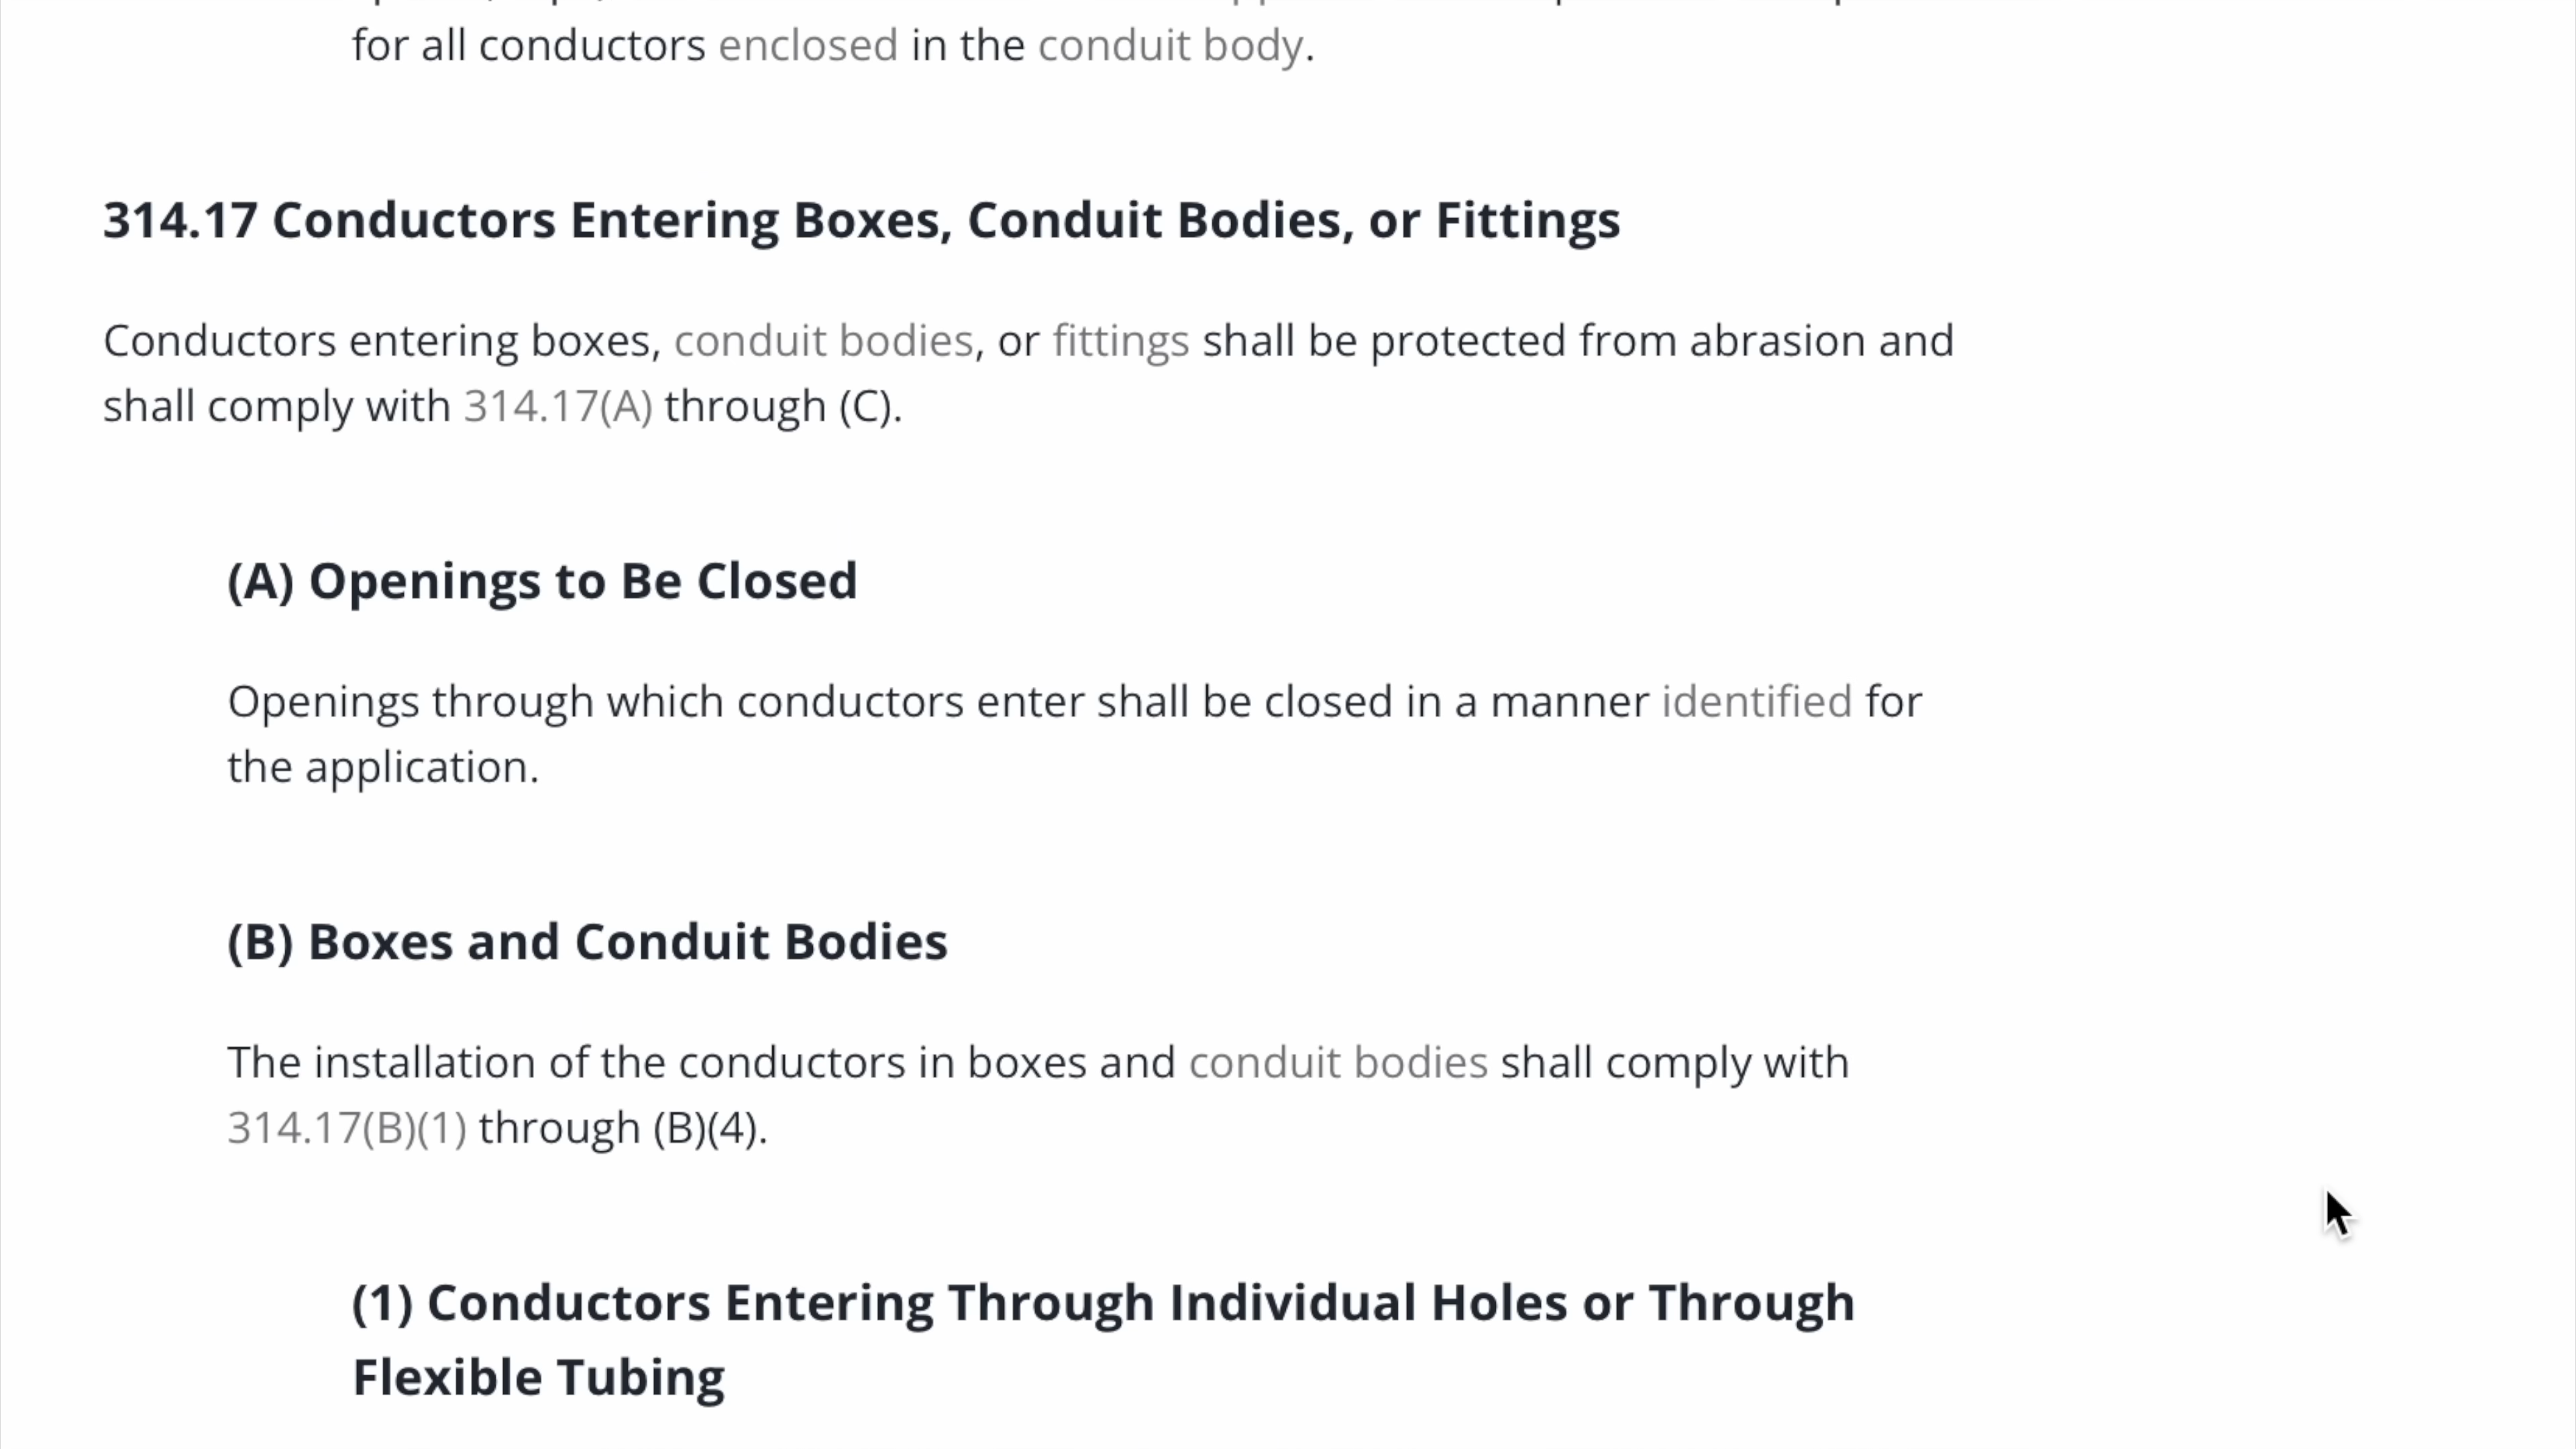 for all conductors enclosed in the conduit body.
314.17 Conductors Entering Boxes, Conduit Bodies, or Fittings
Conductors entering boxes, conduit bodies, or fittings shall be protected from abrasion and
shall comply with 314.17(A) through (C).
(A) Openings to Be Closed
Openings through which conductors enter shall be closed in a manner identified for
the application.
(B) Boxes and Conduit Bodies
The installation of the conductors in boxes and conduit bodies shall comply with
314.17(B)(1) through (B)(4).
(1) Conductors Entering Through Individual Holes or Through
Flexible Tubing